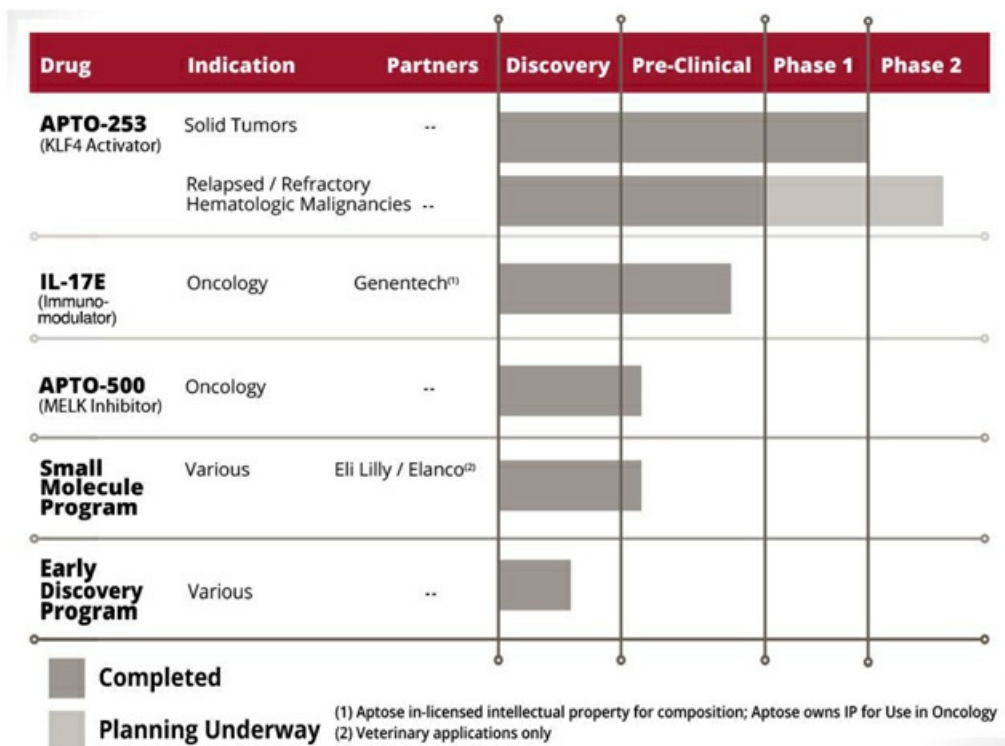 Drug Indication Partners Discovery Pre-Clinical Phase 1 Phase 2
APTO-253 Solid Tumors --
(KLF4 Activator)
Relapsed / Refractory
Hematologic Malignancies --
IL-17E Oncology Genentech(1)
(Immuno-
modulator)
APTO-500 Oncology --
(MELK Inhibitor)
Small Various Eli Lilly / Elanco(2)
Molecule
Program
Early
Discovery Various --
Program
Completed
Planning Underway
(1) Aptose in-licensed intellectual property for composition; Aptose owns IP for Use in Oncology
(2) Veterinary applications only